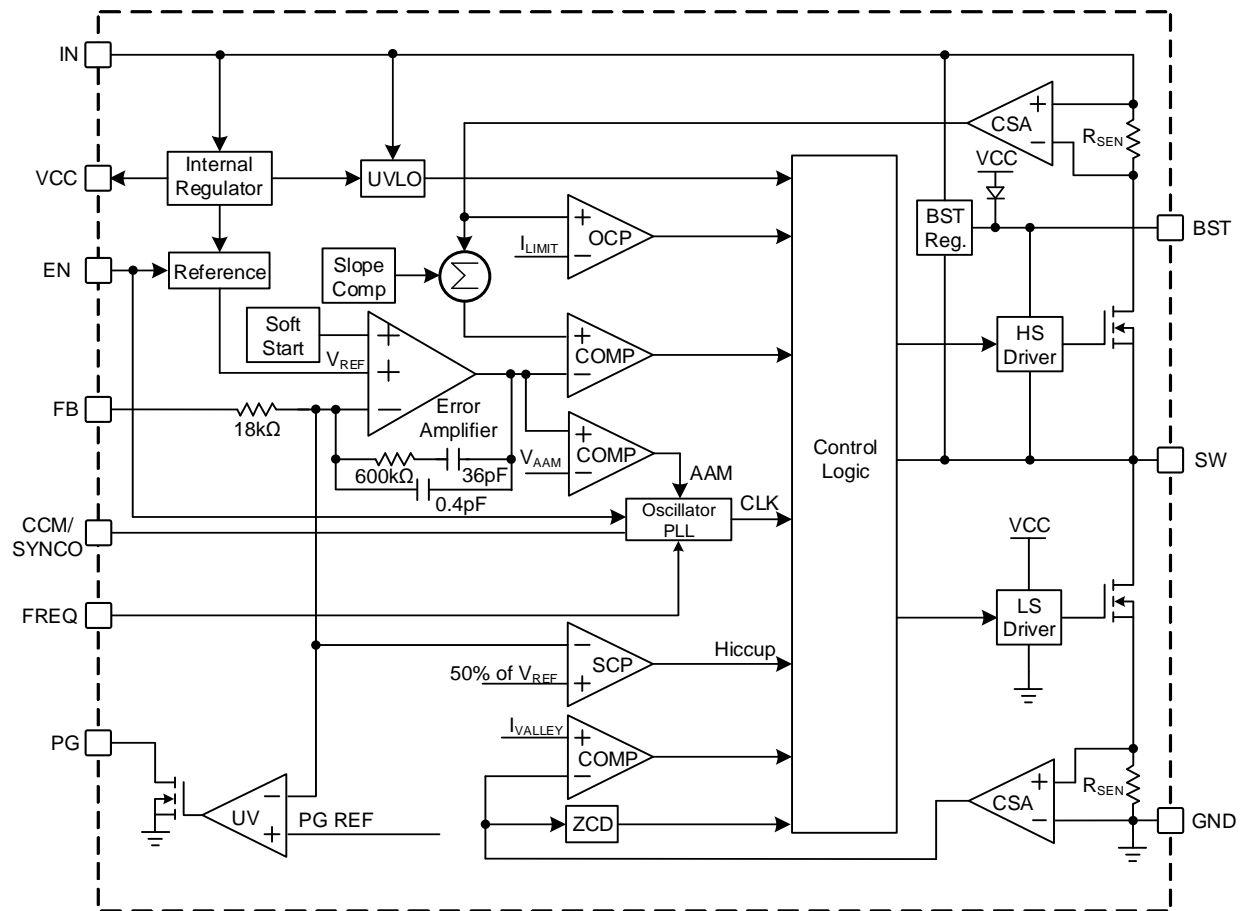 IN
CSA
+
−
R_SEN
VCC
Internal
Regulator
UVLO
VCC
BST
Reg.
BST
+
−
OCP
I_LIMIT
EN
Reference
Slope
Comp
Σ
Soft
Start
V_REF
+
+
−
Error
Amplifier
+
−
COMP
HS
Driver
FB
18kΩ
600kΩ
36pF
0.4pF
+
−
COMP
V_AAM
AAM
Control
Logic
SW
CCM/
SYNCO
Oscillator
PLL
CLK
VCC
FREQ
LS
Driver
−
+
SCP
50% of V_REF
Hiccup
I_VALLEY
+
−
COMP
PG
UV
−
+
PG REF
ZCD
CSA
+
−
R_SEN
GND